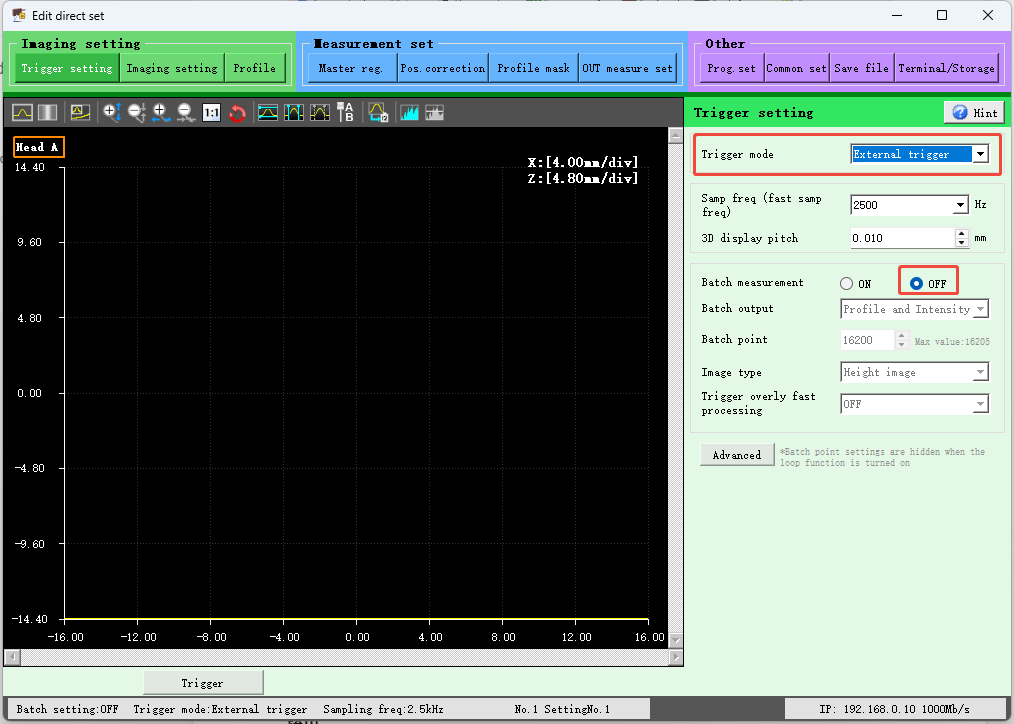 Edit direct set
Imaging setting
Measurement set
Other
Trigger setting
Imaging setting
Profile
Master reg.
Pos.correction
Profile mask
OUT measure set
Prog.set
Common set
Save file
Terminal/Storage
1:1
A
B
12
Trigger setting
Hint
Head A
X:[4.00mm/div]
Z:[4.80mm/div]
14.40
9.60
4.80
0.00
-4.80
-9.60
-14.40
-16.00
-12.00
-8.00
-4.00
0.00
4.00
8.00
12.00
16.00
Trigger mode
External trigger
Samp freq (fast samp
freq)
2500
Hz
3D display pitch
0.010
mm
Batch measurement
ON
OFF
Batch output
Profile and Intensity
Batch point
16200
Max value:16205
Image type
Height image
Trigger overly fast
processing
OFF
Advanced
*Batch point settings are hidden when the
loop function is turned on
Trigger
Batch setting:OFF
Trigger mode:External trigger
Sampling freq:2.5kHz
No.1 SettingNo.1
IP: 192.168.0.10 1000Mb/s